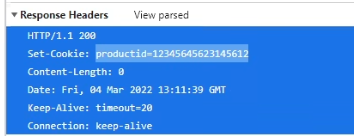 ▼ Response Headers View parsed
HTTP/1.1 200
Set-Cookie: productid=12345645623145612
Content-Length: 0
Date: Fri, 04 Mar 2022 13:11:39 GMT
Keep-Alive: timeout=20
Connection: keep-alive